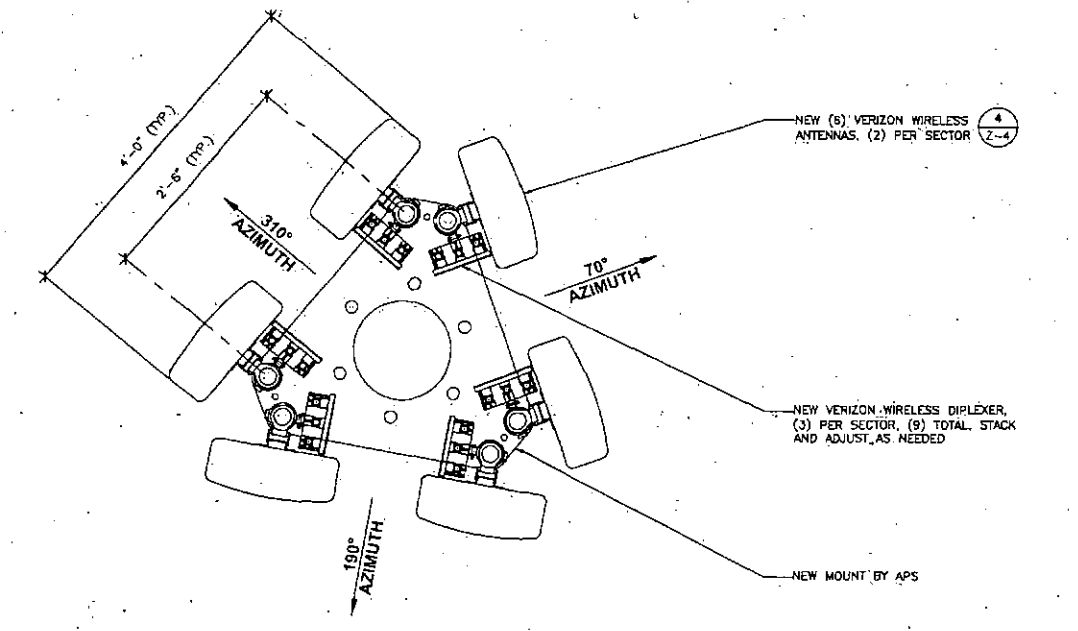 4'-0" (TYP.)
2'-6" (TYP.)
310°
AZIMUTH
70°
AZIMUTH
190°
AZIMUTH
NEW (6) VERIZON WIRELESS
ANTENNAS, (2) PER SECTOR
4
Z-4
NEW VERIZON WIRELESS DIPLEXER,
(3) PER SECTOR, (9) TOTAL. STACK
AND ADJUST AS NEEDED
NEW MOUNT BY APS